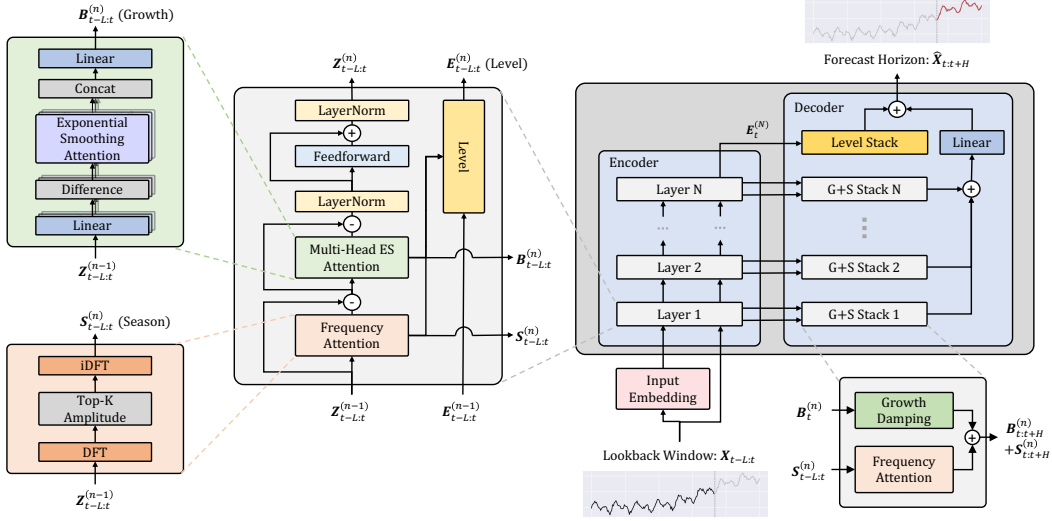 B_{t-L:t}^{(n)} (Growth)
Linear
Concat
Exponential
Smoothing
Attention
Difference
Linear
Z_{t-L:t}^{(n-1)}
S_{t-L:t}^{(n)} (Season)
iDFT
Top-K
Amplitude
DFT
Z_{t-L:t}^{(n-1)}
Z_{t-L:t}^{(n)}
E_{t-L:t}^{(n)} (Level)
LayerNorm
+
Feedforward
Level
LayerNorm
-
Multi-Head ES
Attention
B_{t-L:t}^{(n)}
-
Frequency
Attention
S_{t-L:t}^{(n)}
Z_{t-L:t}^{(n-1)}
E_{t-L:t}^{(n-1)}
Forecast Horizon: X̂_{t:t+H}
Decoder
+
E_t^{(N)}
Level Stack
Linear
Encoder
Layer N
G+S Stack N
+
...
...
...
Layer 2
G+S Stack 2
Layer 1
G+S Stack 1
Input
Embedding
Lookback Window: X_{t-L:t}
B_t^{(n)}
Growth
Damping
+
B_{t:t+H}^{(n)}
+S_{t:t+H}^{(n)}
S_{t-L:t}^{(n)}
Frequency
Attention